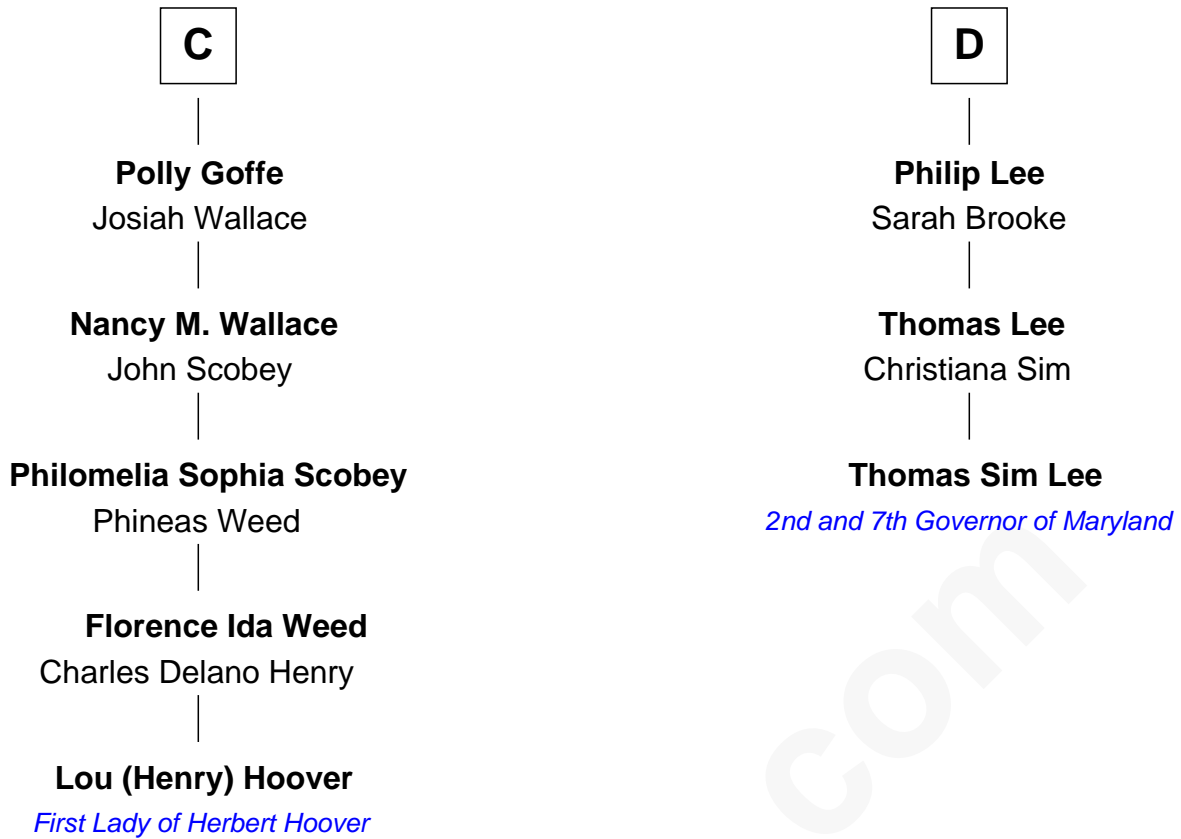 C
Polly Goffe
Josiah Wallace
Nancy M. Wallace
John Scobey
Philomelia Sophia Scobey
Phineas Weed
Florence Ida Weed
Charles Delano Henry
Lou (Henry) Hoover
First Lady of Herbert Hoover
D
Philip Lee
Sarah Brooke
Thomas Lee
Christiana Sim
Thomas Sim Lee
2nd and 7th Governor of Maryland
com